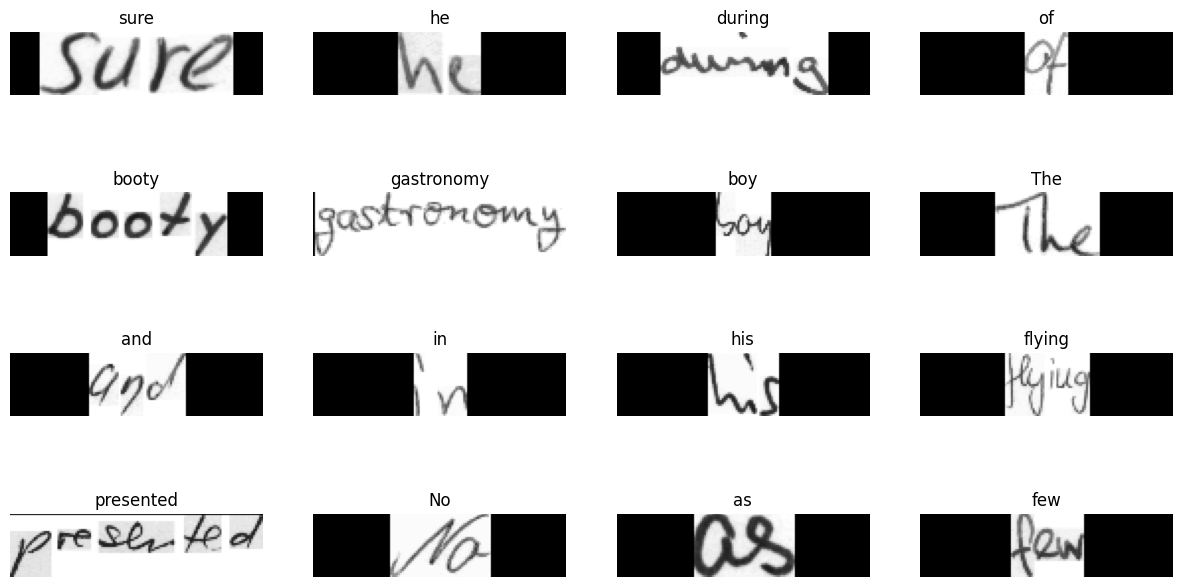 sure he during of
sure he during of
booty gastronomy boy The
booty gastronomy boy The
and in his flying
and in his flying
presented No as few
presented No as few